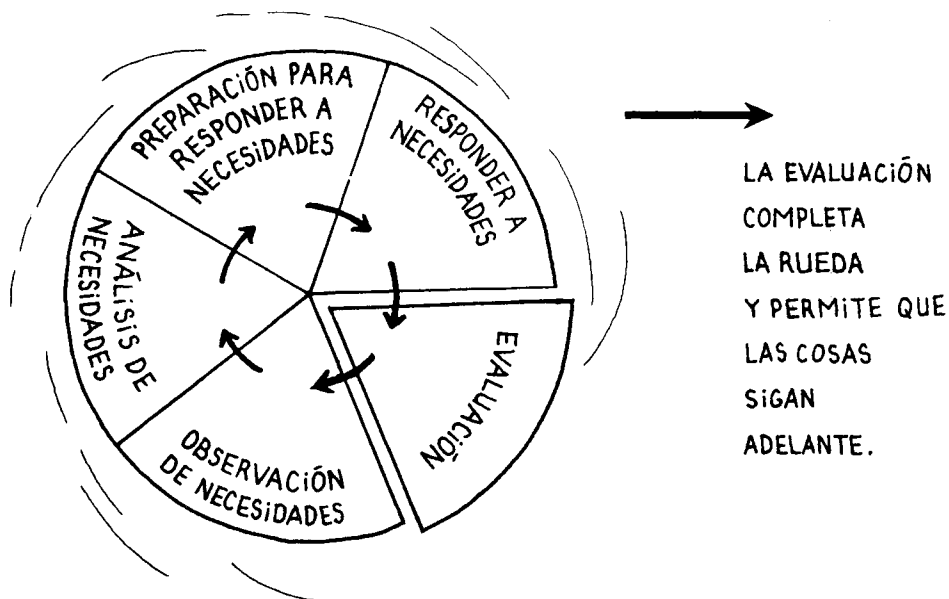 PREPARACIÓN PARA
RESPONDER A
NECESIDADES
RESPONDER A
NECESIDADES
ANÁLISIS DE
NECESIDADES
OBSERVACIÓN
DE NECESIDADES
EVALUACIÓN
LA EVALUACIÓN
COMPLETA
LA RUEDA
Y PERMITE QUE
LAS COSAS
SIGAN
ADELANTE.